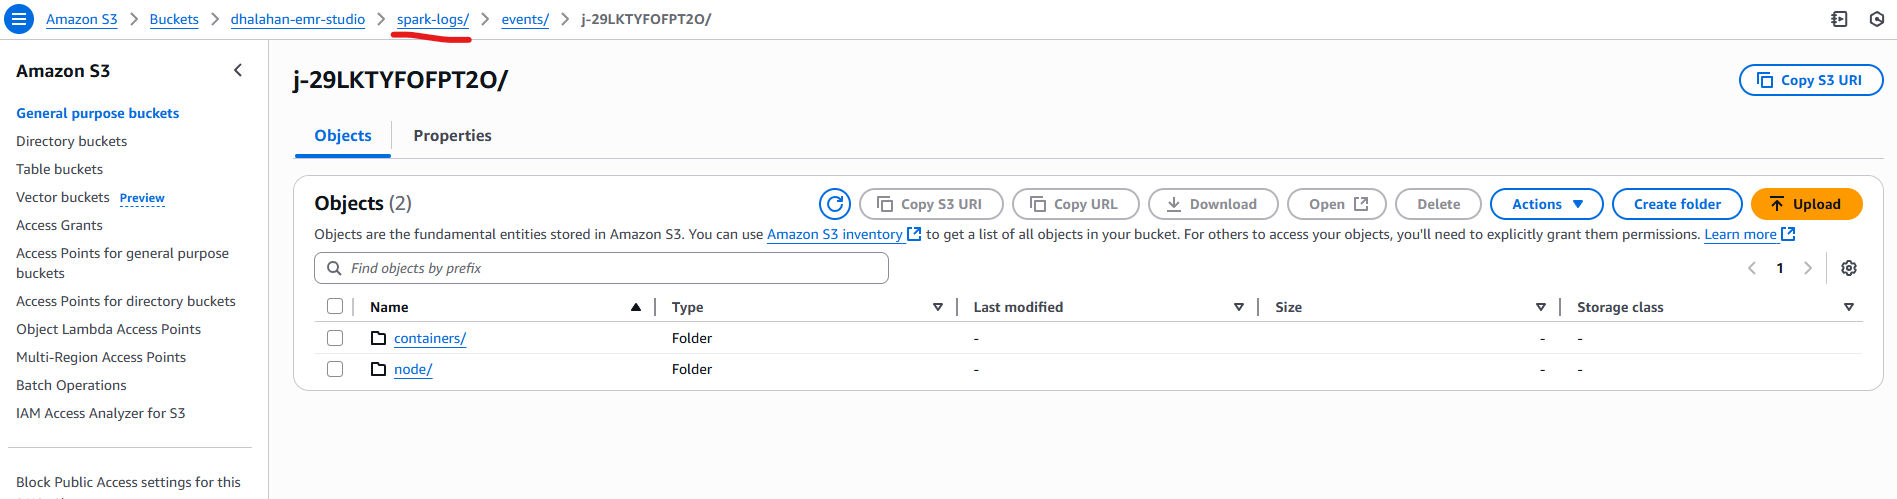 Amazon S3 > Buckets > dhalahan-emr-studio > spark-logs/ > events/ > j-29LKTYFOFPT2O/
Amazon S3
General purpose buckets
Directory buckets
Table buckets
Vector buckets Preview
Access Grants
Access Points for general purpose
buckets
Access Points for directory buckets
Object Lambda Access Points
Multi-Region Access Points
Batch Operations
IAM Access Analyzer for S3
Block Public Access settings for this
j-29LKTYFOFPT2O/
Copy S3 URI
Objects
Properties
Objects (2)
Copy S3 URI
Copy URL
Download
Open
Delete
Actions
Create folder
Upload
Objects are the fundamental entities stored in Amazon S3. You can use Amazon S3 inventory to get a list of all objects in your bucket. For others to access your objects, you'll need to explicitly grant them permissions. Learn more
Find objects by prefix
1
Name Type Last modified Size Storage class
containers/ Folder - - -
node/ Folder - - -